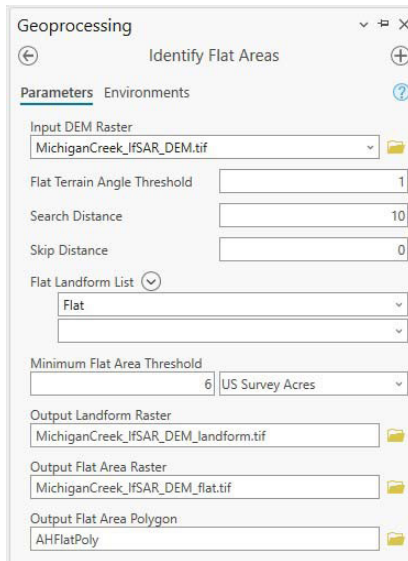 Geoprocessing
Identify Flat Areas
Parameters Environments
Input DEM Raster
MichiganCreek_IfSAR_DEM.tif
Flat Terrain Angle Threshold 1
Search Distance 10
Skip Distance 0
Flat Landform List
Flat
Minimum Flat Area Threshold
6 US Survey Acres
Output Landform Raster
MichiganCreek_IfSAR_DEM_landform.tif
Output Flat Area Raster
MichiganCreek_IfSAR_DEM_flat.tif
Output Flat Area Polygon
AHFlatPoly